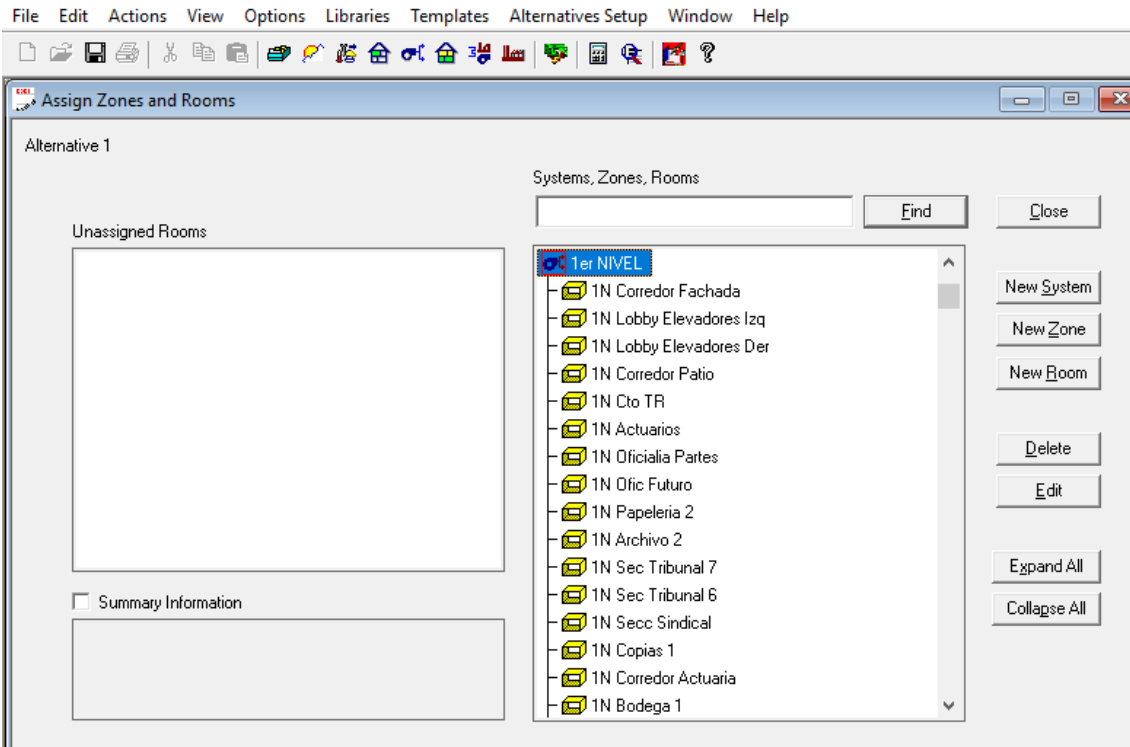 File Edit Actions View Options Libraries Templates Alternatives Setup Window Help
Assign Zones and Rooms
Alternative 1
Systems, Zones, Rooms
Find
Close
Unassigned Rooms
1er NIVEL
1N Corredor Fachada
1N Lobby Elevadores Izq
1N Lobby Elevadores Der
1N Corredor Patio
1N Cto TR
1N Actuarios
1N Oficialia Partes
1N Ofic Futuro
1N Papeleria 2
1N Archivo 2
1N Sec Tribunal 7
1N Sec Tribunal 6
1N Secc Sindical
1N Copias 1
1N Corredor Actuaria
1N Bodega 1
New System
New Zone
New Room
Delete
Edit
Expand All
Collapse All
Summary Information